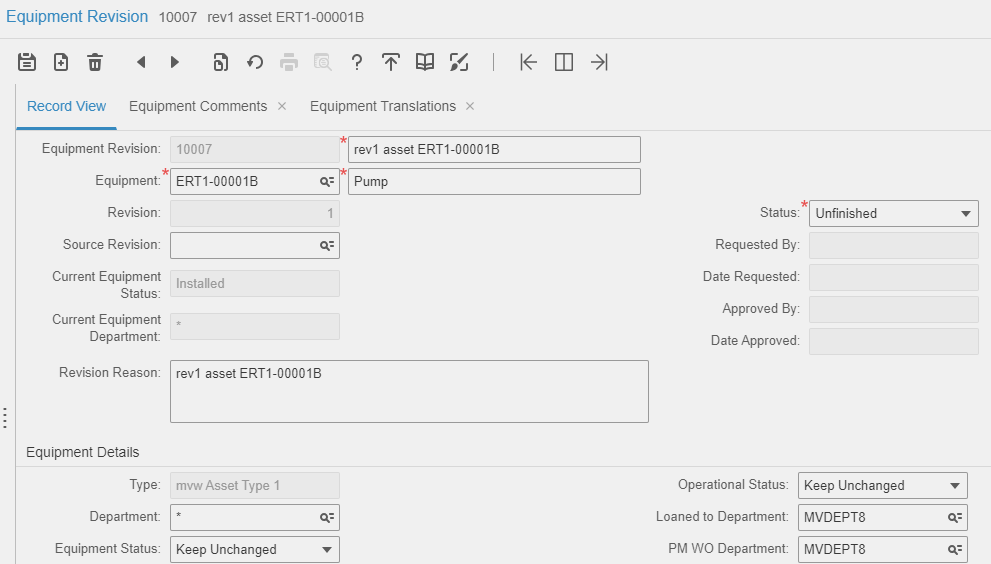 Equipment Revision 10007 rev1 asset ERT1-00001B
Record View Equipment Comments × Equipment Translations ×
Equipment Revision: 10007 * rev1 asset ERT1-00001B
Equipment: * ERT1-00001B * Pump
Revision: 1 Status: * Unfinished
Source Revision: Requested By:
Current Equipment Status: Installed Date Requested:
Current Equipment Department: * Approved By:
Date Approved:
Revision Reason: rev1 asset ERT1-00001B
Equipment Details
Type: mvw Asset Type 1 Operational Status: Keep Unchanged
Department: * Loaned to Department: MVDEPT8
Equipment Status: Keep Unchanged PM WO Department: MVDEPT8